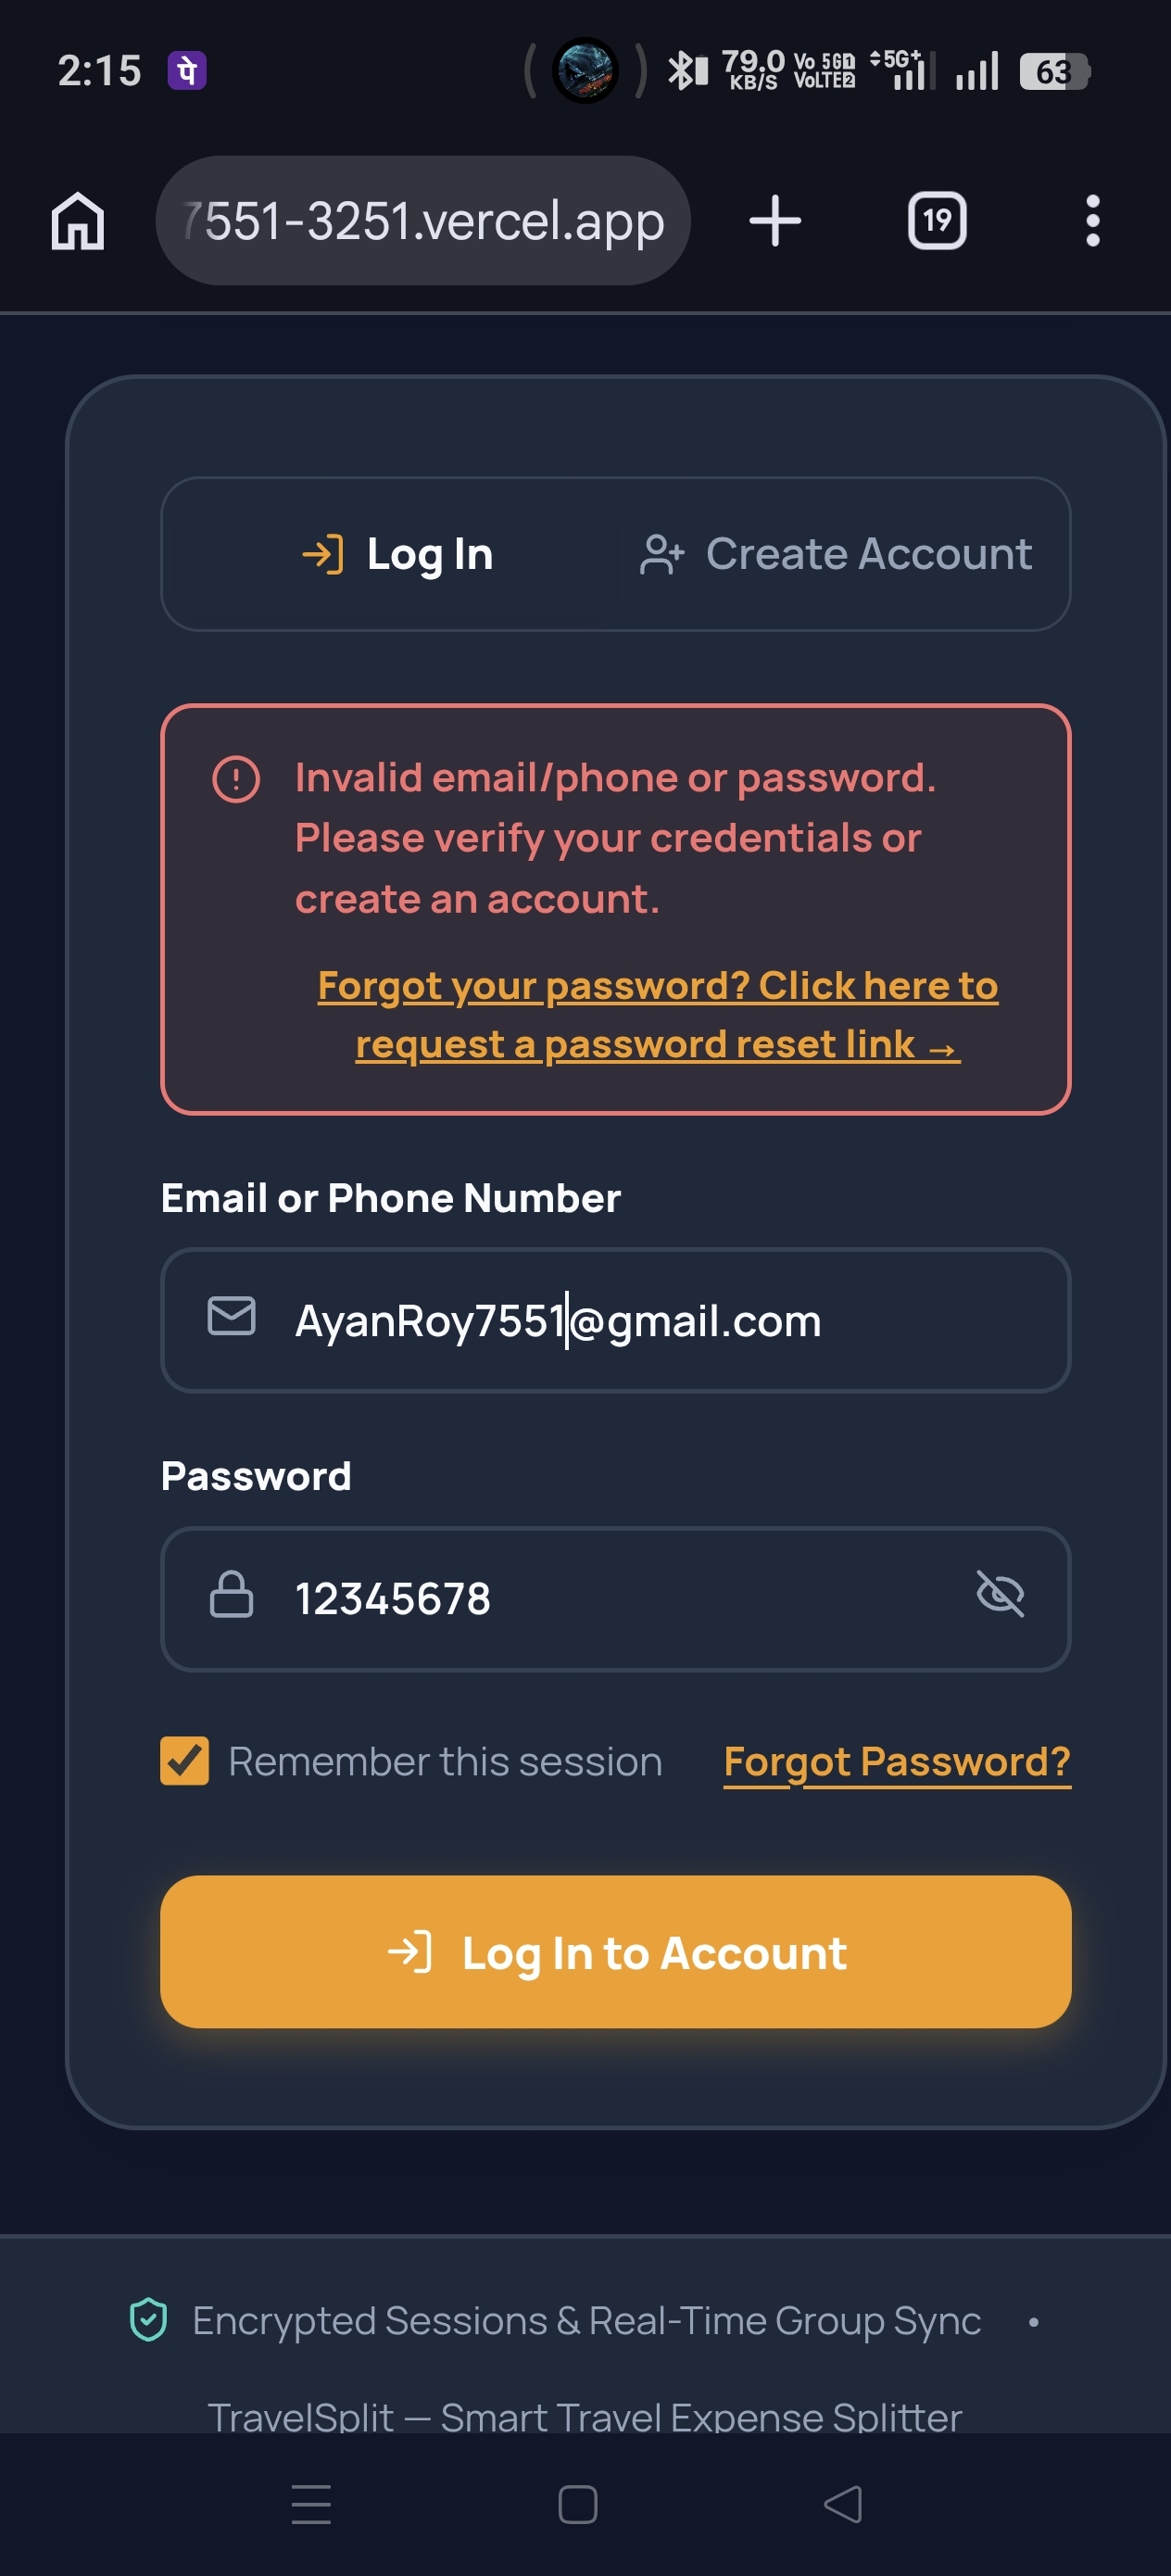 2:15 पे 79.0 KB/S Vo 5G 1 VoLTE 2 5G+ 63
7551-3251.vercel.app 19
Log In Create Account
Invalid email/phone or password.
Please verify your credentials or
create an account.
Forgot your password? Click here to
request a password reset link →
Email or Phone Number
AyanRoy7551@gmail.com
Password
12345678
Remember this session Forgot Password?
Log In to Account
Encrypted Sessions & Real-Time Group Sync •
TravelSplit — Smart Travel Expense Splitter